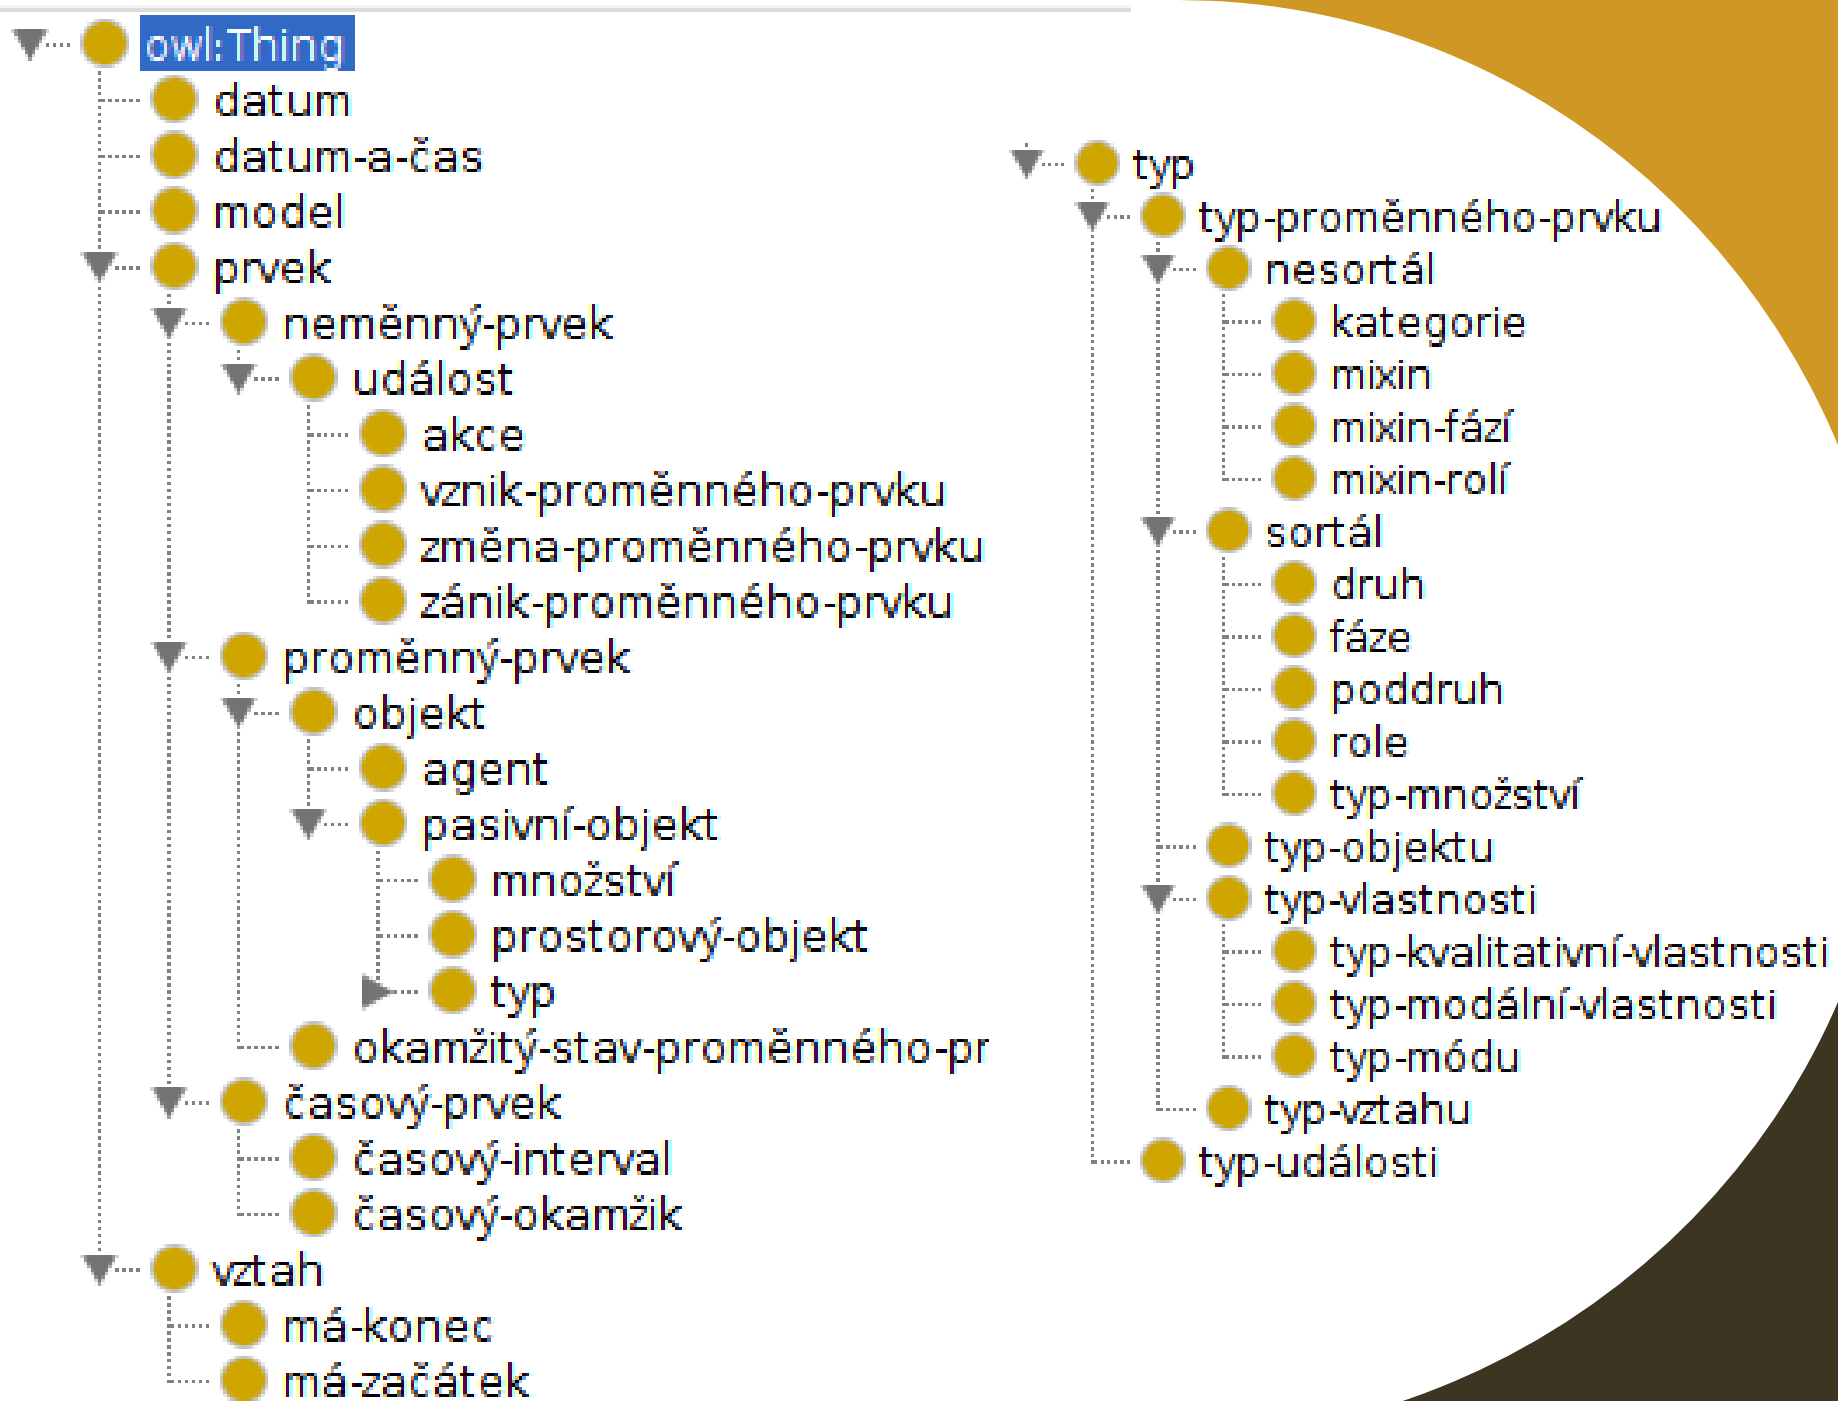 owl:Thing
datum
datum-a-čas
model
prvek
neměnný-prvek
událost
akce
vznik-proměnného-prvku
změna-proměnného-prvku
zánik-proměnného-prvku
proměnný-prvek
objekt
agent
pasivní-objekt
množství
prostorový-objekt
typ
okamžitý-stav-proměnného-pr
časový-prvek
časový-interval
časový-okamžik
vztah
má-konec
má-začátek
typ
typ-proměnného-prvku
nesortál
kategorie
mixin
mixin-fází
mixin-rolí
sortál
druh
fáze
poddruh
role
typ-množství
typ-objektu
typ-vlastnosti
typ-kvalitativní-vlastnosti
typ-modální-vlastnosti
typ-módu
typ-vztahu
typ-události